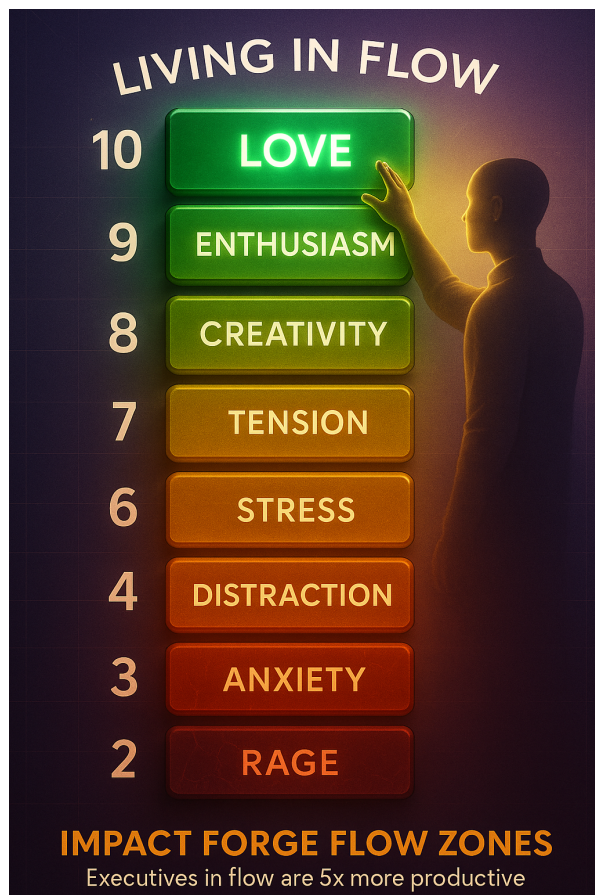 LIVING IN FLOW
10 LOVE
9 ENTHUSIASM
8 CREATIVITY
7 TENSION
6 STRESS
4 DISTRACTION
3 ANXIETY
2 RAGE
IMPACT FORGE FLOW ZONES
Executives in flow are 5x more productive